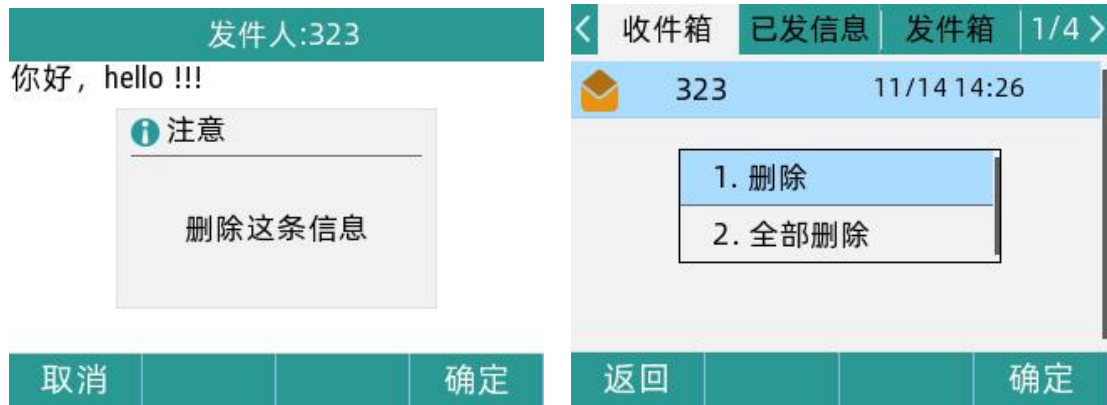 发件人:323
你好，hello !!!
注意
删除这条信息
取消
确定
收件箱 已发信息 发件箱 1/4
323 11/14 14:26
1. 删除
2. 全部删除
返回
确定